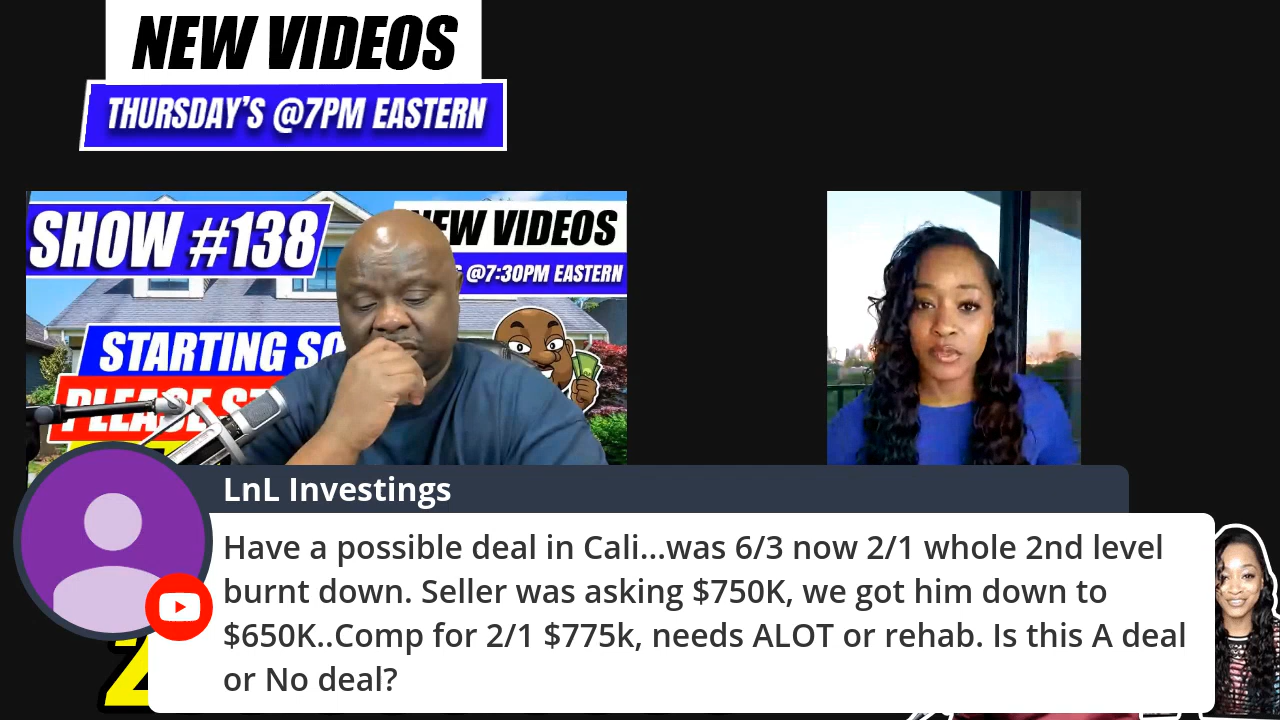 NEW VIDEOS
THURSDAY'S @7PM EASTERN
SHOW #138
NEW VIDEOS
@7:30PM EASTERN
STARTING
PLEASE
LnL Investings
Have a possible deal in Cali...was 6/3 now 2/1 whole 2nd level
burnt down. Seller was asking $750K, we got him down to
$650K..Comp for 2/1 $775k, needs ALOT or rehab. Is this A deal
or No deal?